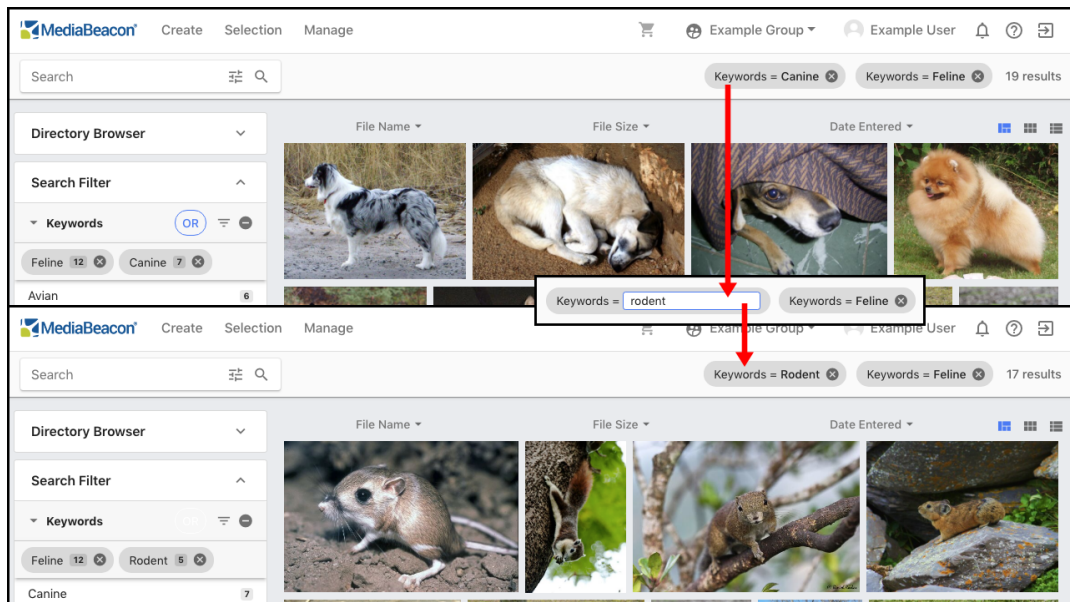 MediaBeacon® Create Selection Manage Example Group Example User
Search Keywords = Canine Keywords = Feline 19 results
Directory Browser File Name File Size Date Entered
Search Filter
Keywords OR
Feline 12 Canine 7
Avian 6
Keywords = rodent Keywords = Feline
MediaBeacon® Create Selection Manage Example Group Example User
Search Keywords = Rodent Keywords = Feline 17 results
Directory Browser File Name File Size Date Entered
Search Filter
Keywords OR
Feline 12 Rodent 5
Canine 7